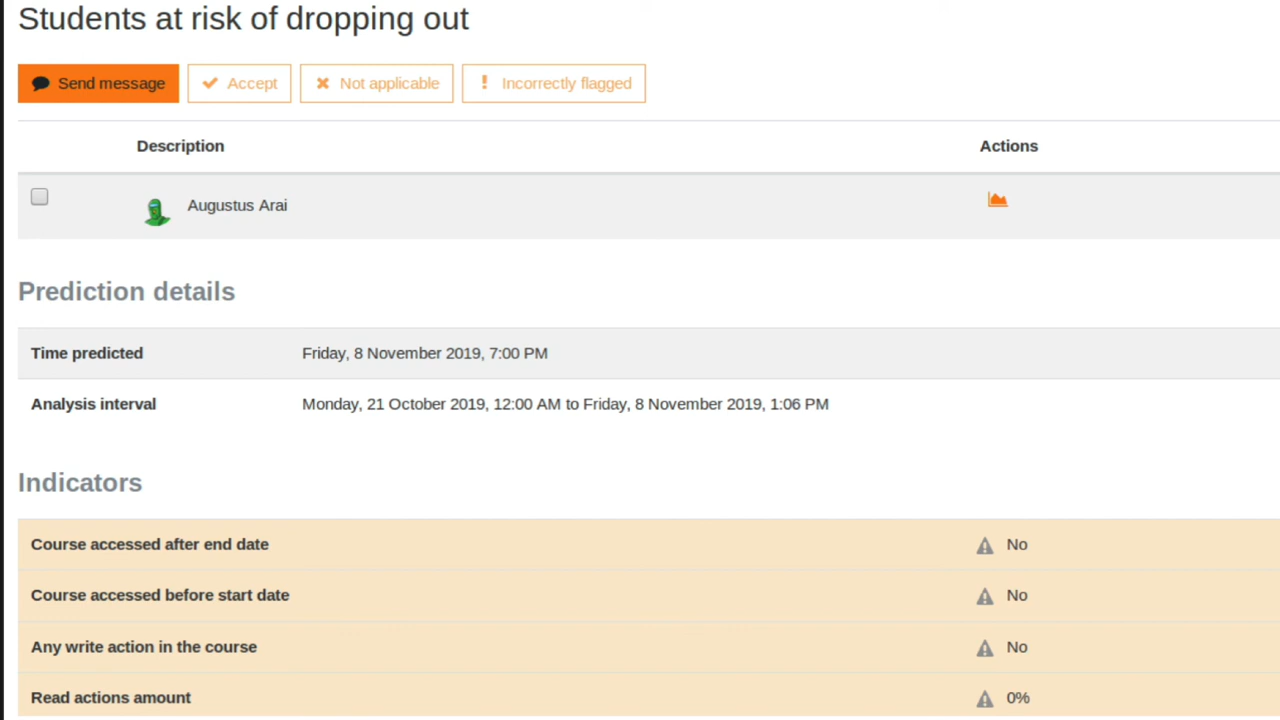 Students at risk of dropping out
Send message Accept Not applicable Incorrectly flagged
Description Actions
Augustus Arai
Prediction details
Time predicted Friday, 8 November 2019, 7:00 PM
Analysis interval Monday, 21 October 2019, 12:00 AM to Friday, 8 November 2019, 1:06 PM
Indicators
Course accessed after end date No
Course accessed before start date No
Any write action in the course No
Read actions amount 0%